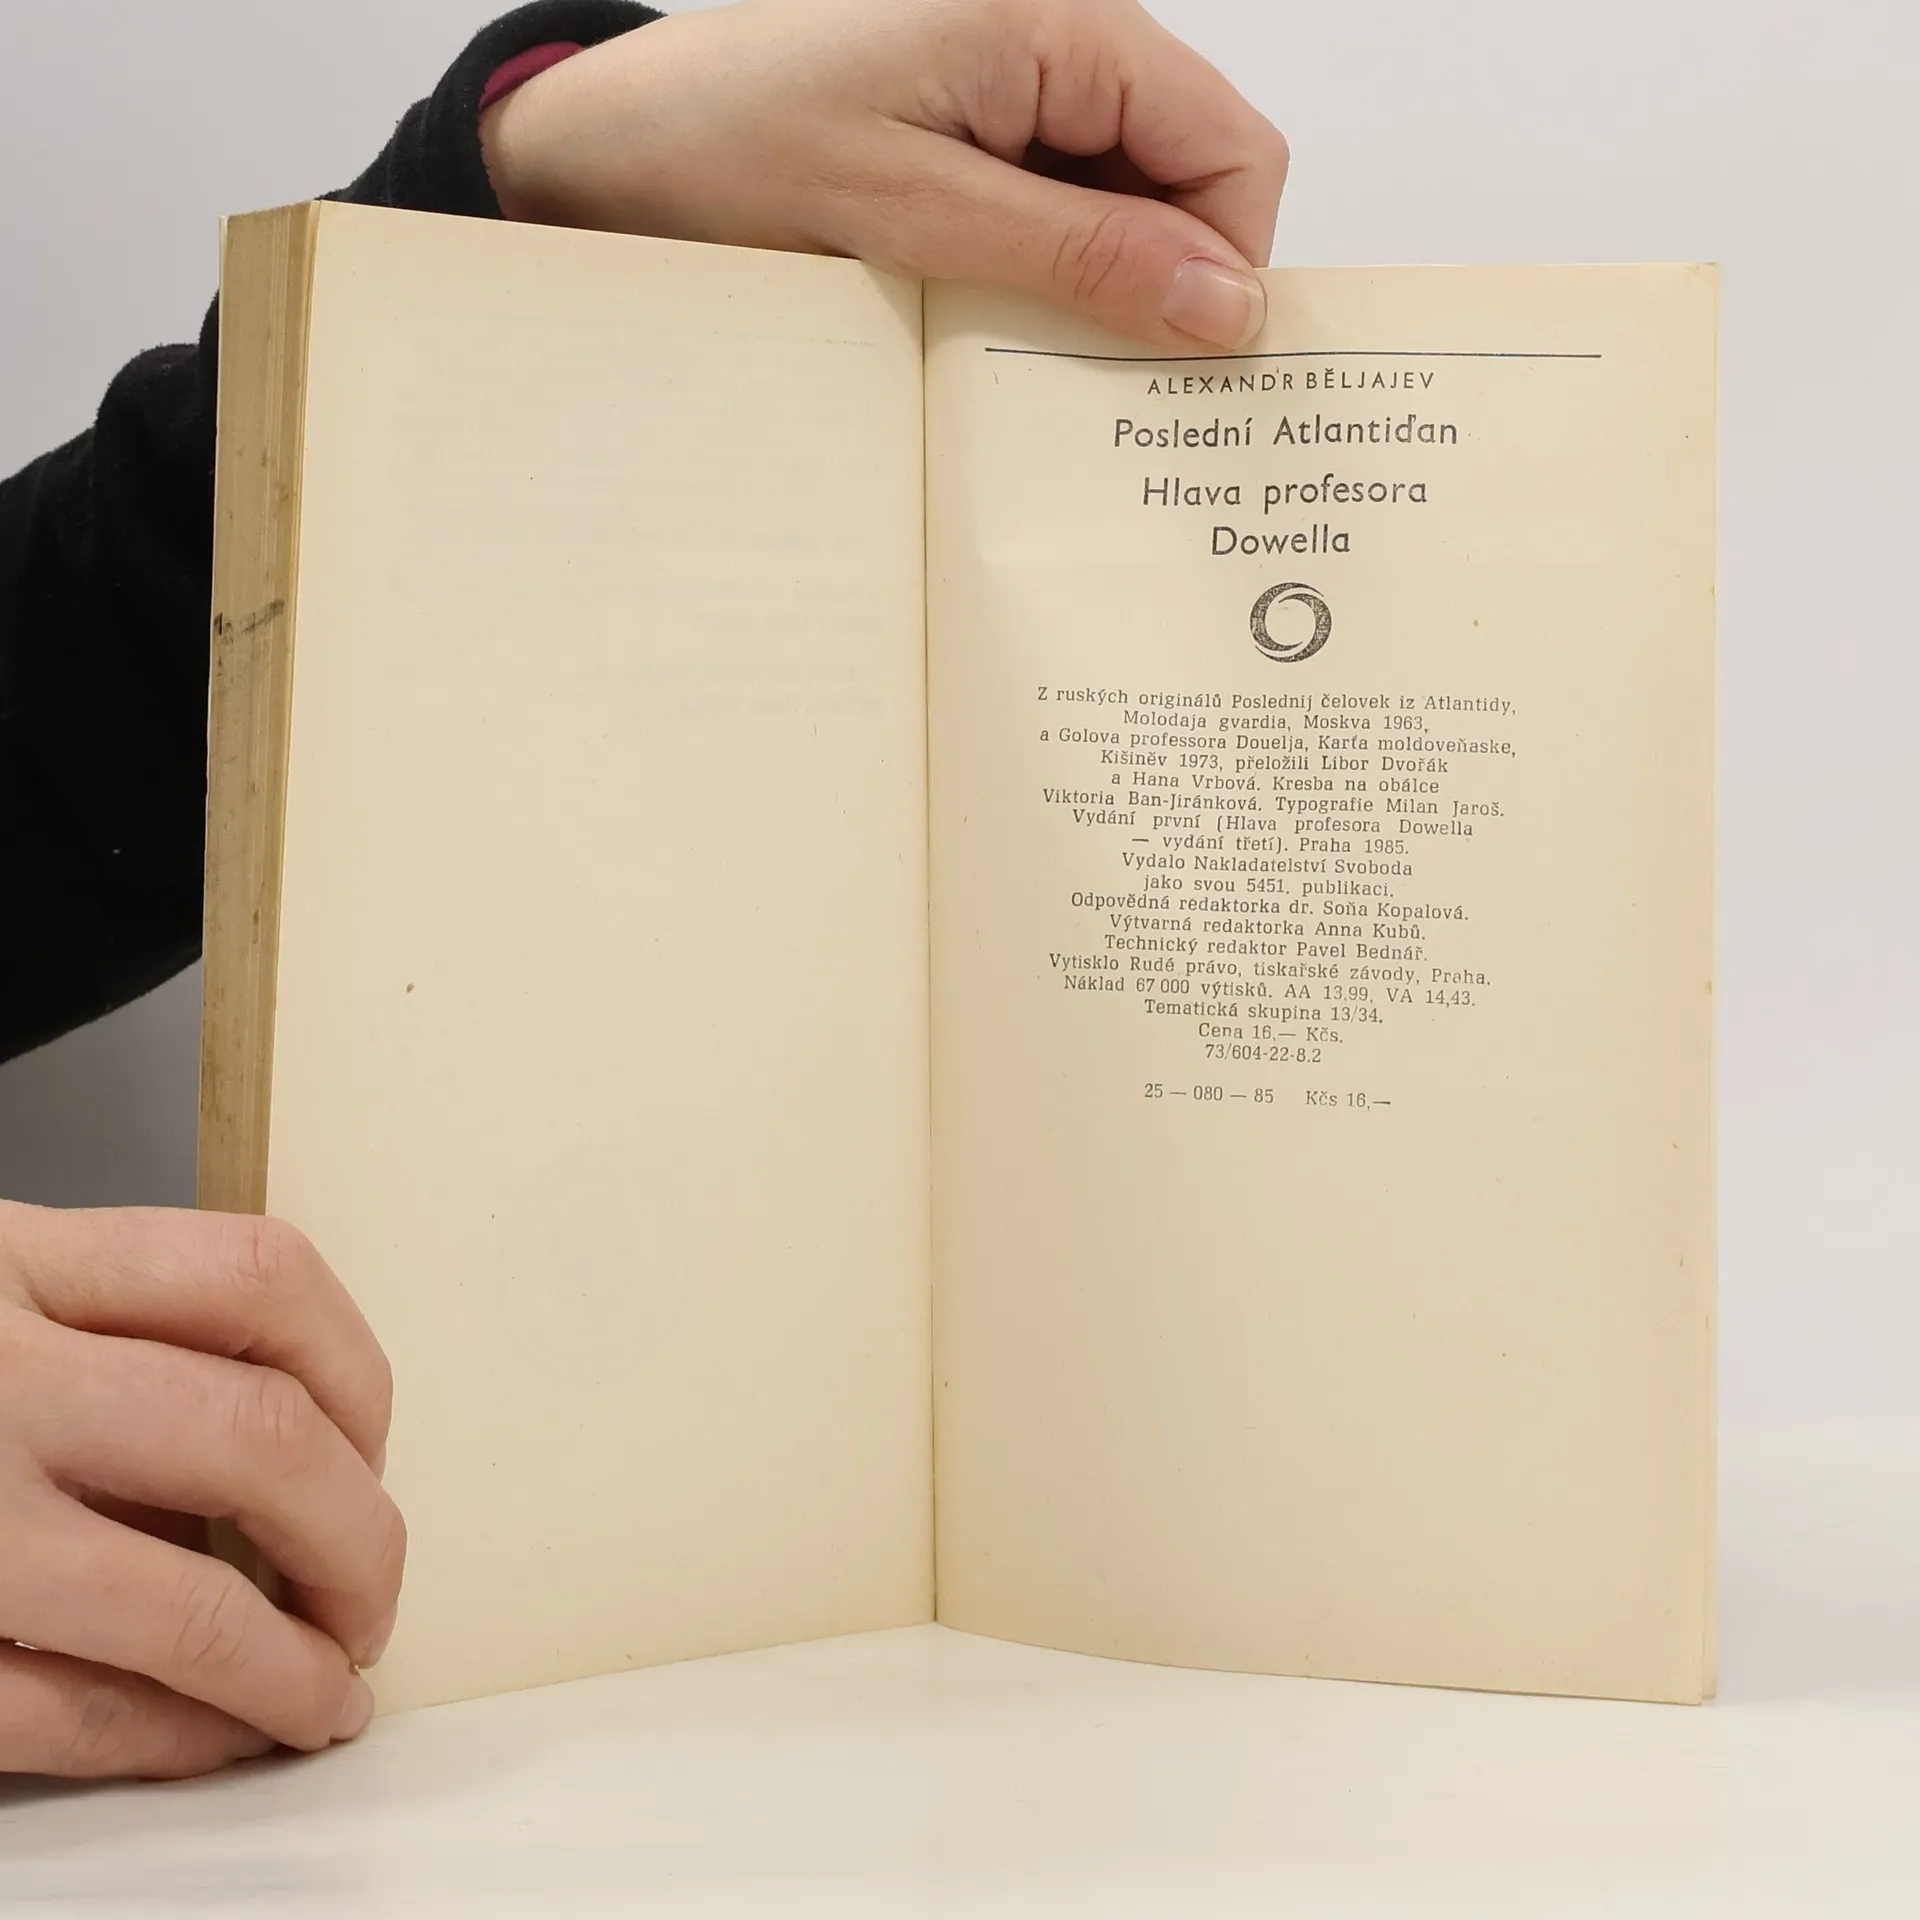 ALEXANDR BĚLJAJEV
Poslední Atlantiďan
Hlava profesora
Dowella
Z ruských originálů Poslednij čelovek iz Atlantidy,
Molodaja gvardia, Moskva 1963,
a Golova professora Douelja, Karťa moldoveňaske,
Kišiněv 1973, přeložili Libor Dvořák
a Hana Vrbová. Kresba na obálce
Viktoria Ban-Jiránková. Typografie Milan Jaroš.
Vydání první (Hlava profesora Dowella
— vydání třetí). Praha 1985.
Vydalo Nakladatelství Svoboda
jako svou 5451. publikaci.
Odpovědná redaktorka dr. Soňa Kopalová.
Výtvarná redaktorka Anna Kubů.
Technický redaktor Pavel Bednář.
Vytisklo Rudé právo, tiskařské závody, Praha.
Náklad 67 000 výtisků. AA 13,99, VA 14,43.
Tematická skupina 13/34.
Cena 16,— Kčs.
73/604-22-8.2
25 — 080 — 85 Kčs 16,—